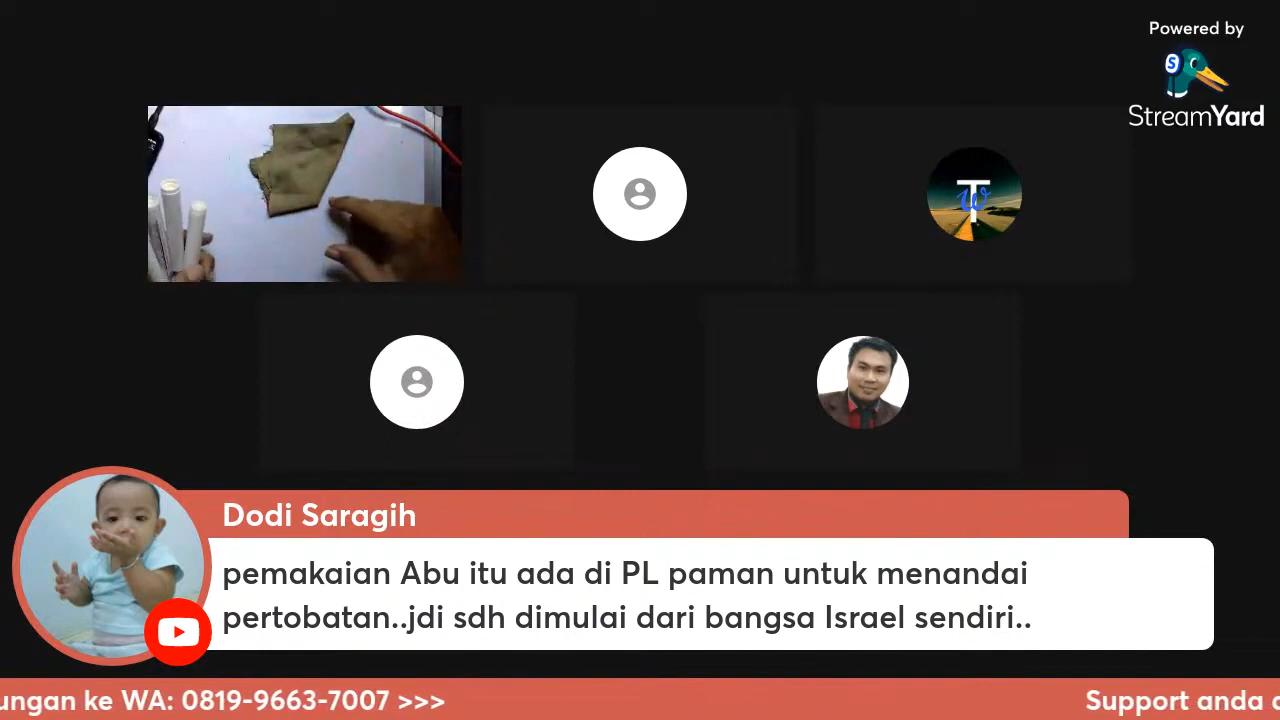 Powered by
StreamYard
Dodi Saragih
pemakaian Abu itu ada di PL paman untuk menandai
pertobatan..jdi sdh dimulai dari bangsa Israel sendiri..
ungan ke WA: 0819-9663-7007 >>>
Support anda